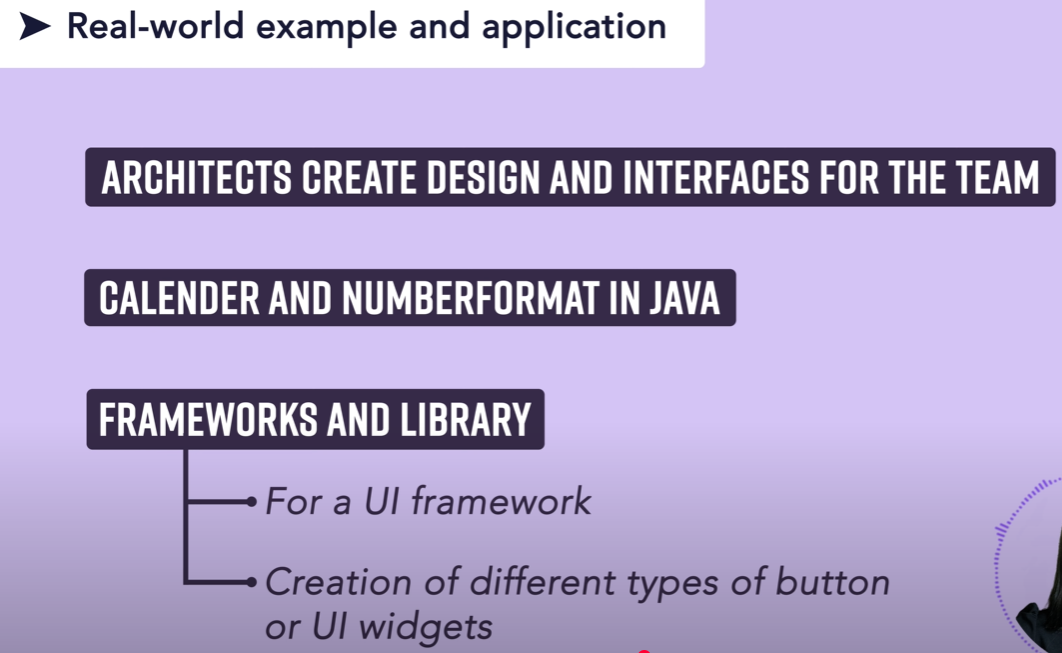 Real-world example and application
ARCHITECTS CREATE DESIGN AND INTERFACES FOR THE TEAM
CALENDER AND NUMBERFORMAT IN JAVA
FRAMEWORKS AND LIBRARY
For a UI framework
Creation of different types of button
or UI widgets